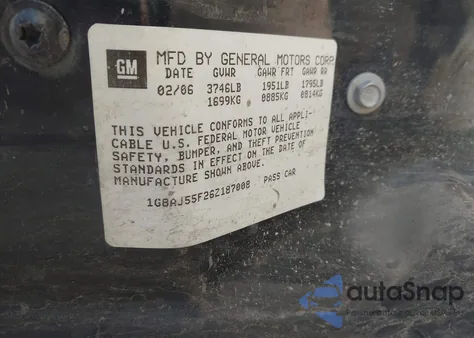 GM MFD BY GENERAL MOTORS CORP
DATE GVWR GAWR FRT GAWR RR
02/06 3746LB 1951LB 1795LB
1699KG 0885KG 0814KG
THIS VEHICLE CONFORMS TO ALL APPLI-
CABLE U.S. FEDERAL MOTOR VEHICLE
SAFETY, BUMPER, AND THEFT PREVENTION
STANDARDS IN EFFECT ON THE DATE OF
MANUFACTURE SHOWN ABOVE.
1G8AJ55F26Z187008 PASS CAR
autoSnap